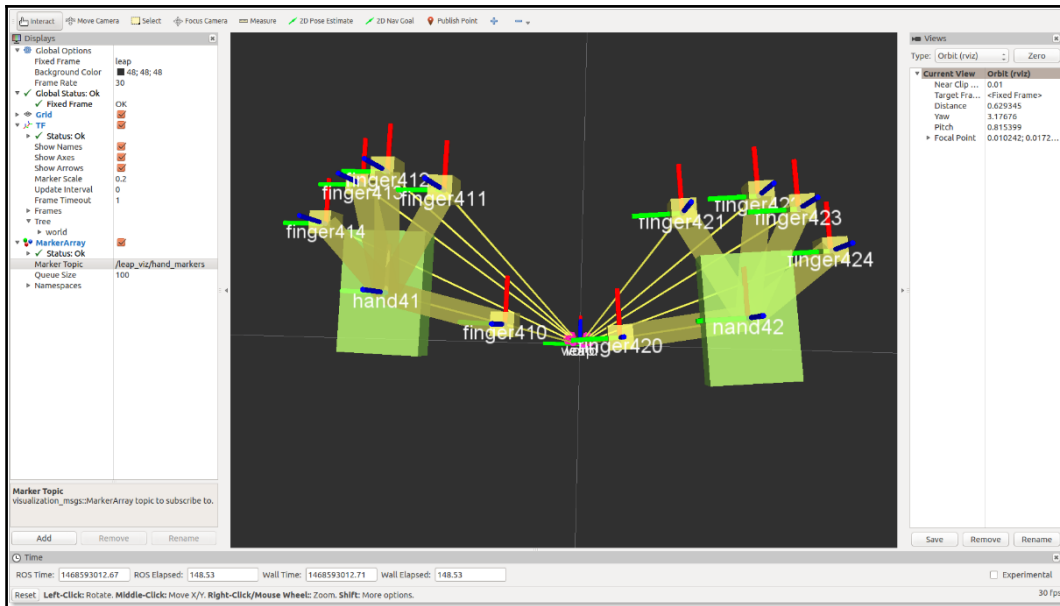 Interact Move Camera Select Focus Camera Measure 2D Pose Estimate 2D Nav Goal Publish Point
Displays
Global Options
Fixed Frame leap
Background Color 48; 48; 48
Frame Rate 30
Global Status: Ok
Fixed Frame OK
Grid
TF
Status: Ok
Show Names
Show Axes
Show Arrows
Marker Scale 0.2
Update Interval 0
Frame Timeout 1
Frames
Tree
world
MarkerArray
Status: Ok
Marker Topic /leap_viz/hand_markers
Queue Size 100
Namespaces
Marker Topic
visualization_msgs::MarkerArray topic to subscribe to.
Add Remove Rename
finger412
finger413 finger411
finger414
hand41
finger410
finger421 finger423
finger424
hand42
finger420
Views
Type: Orbit (rviz) Zero
Current View Orbit (rviz)
Near Clip ... 0.01
Target Fra... <Fixed Frame>
Distance 0.629345
Yaw 3.17676
Pitch 0.815399
Focal Point 0.010242; 0.0172...
Save Remove Rename
Time
ROS Time: 1468593012.67 ROS Elapsed: 148.53 Wall Time: 1468593012.71 Wall Elapsed: 148.53 Experimental
Reset Left-Click: Rotate. Middle-Click: Move X/Y. Right-Click/Mouse Wheel:: Zoom. Shift: More options. 30 fps